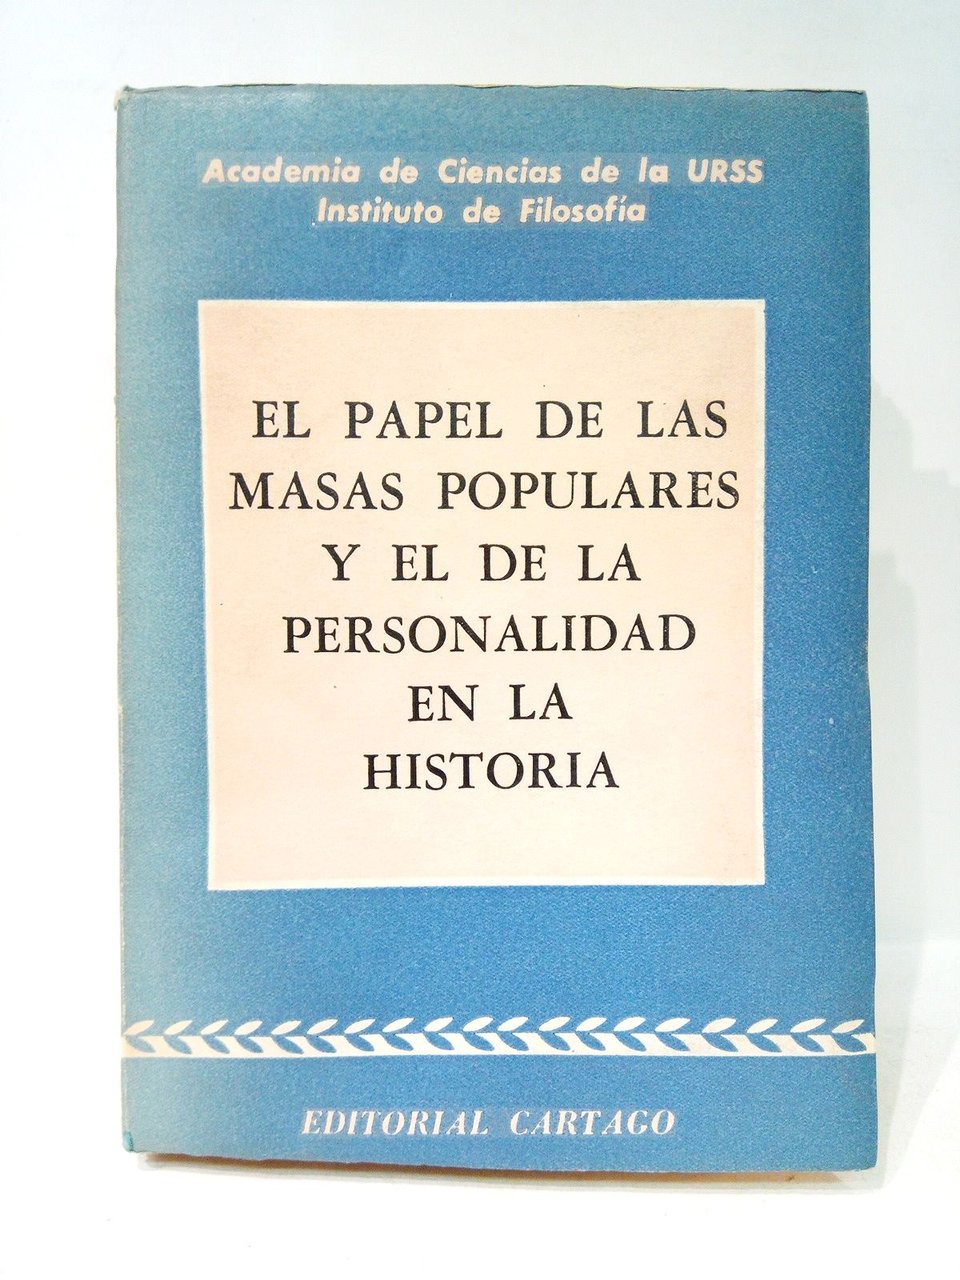 Academia de Ciencias de la URSS
Instituto de Filosofía
EL PAPEL DE LAS
MASAS POPULARES
Y EL DE LA
PERSONALIDAD
EN LA
HISTORIA
EDITORIAL CARTAGO